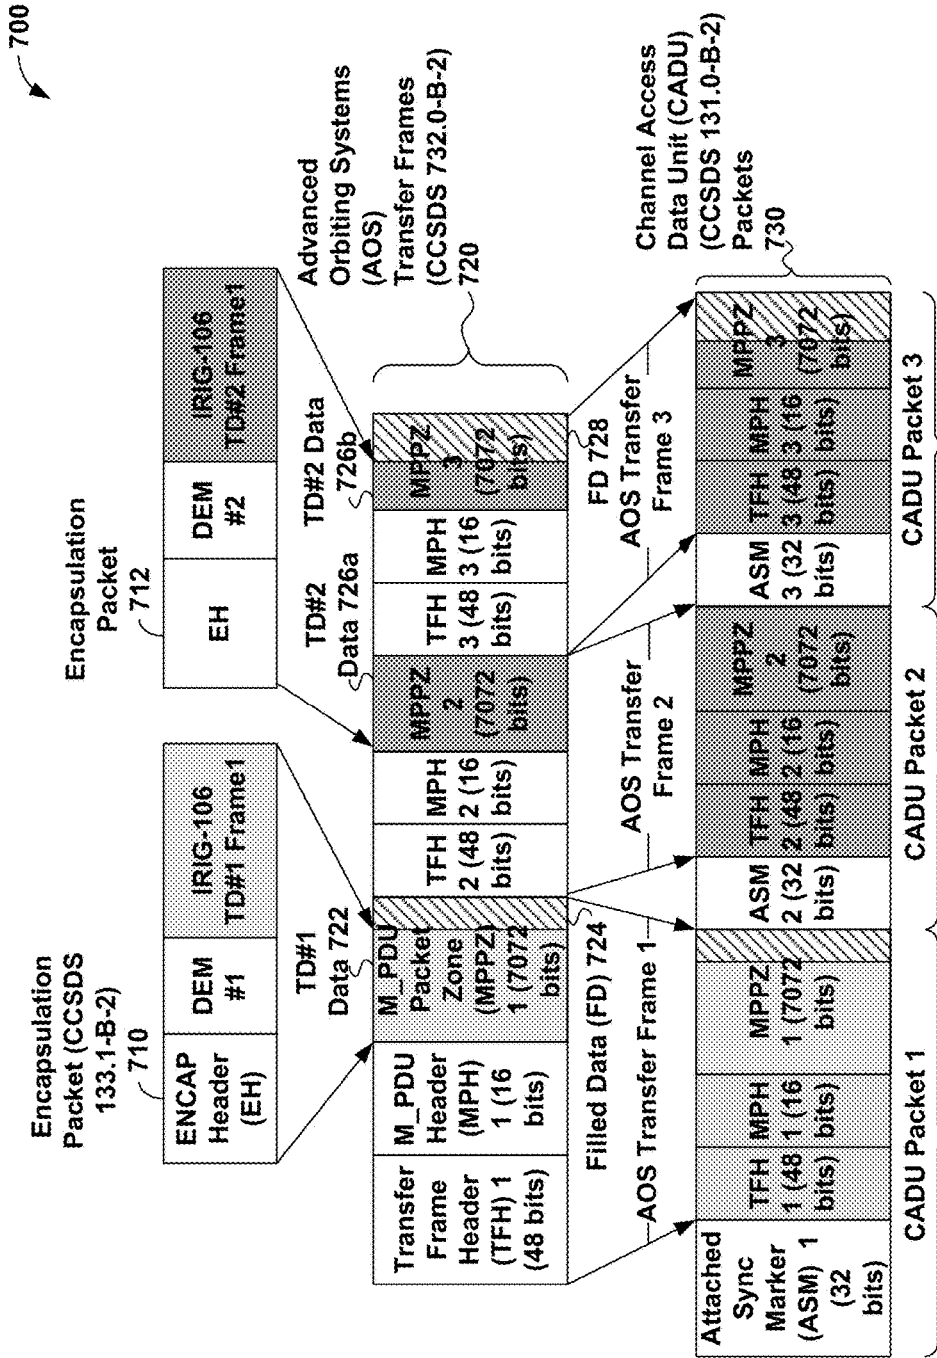 700
Encapsulation
Packet (CCSDS
133.1-B-2)
710
ENCAP
Header
(EH)
DEM
#1
IRIG-106
TD#1 Frame1
Encapsulation
Packet
712
EH
DEM
#2
IRIG-106
TD#2 Frame1
Advanced
Orbiting Systems
(AOS)
Transfer Frames
(CCSDS 732.0-B-2)
720
TD#1
Data 722
TD#2
Data 726a
TD#2 Data
726b
Transfer
Frame
Header
(TFH) 1
(48 bits)
M_PDU
Header
(MPH)
1 (16
bits)
M_PDU
Packet
Zone
(MPPZ)
1 (7072
bits)
TFH
2 (48
bits)
MPH
2 (16
bits)
MPPZ
2
(7072
bits)
TFH
3 (48
bits)
MPH
3 (16
bits)
MPPZ
3
(7072
bits)
Filled Data (FD) 724
FD 728
AOS Transfer Frame 1
AOS Transfer
Frame 2
AOS Transfer
Frame 3
Channel Access
Data Unit (CADU)
(CCSDS 131.0-B-2)
Packets
730
Attached
Sync
Marker
(ASM) 1
(32
bits)
TFH
1 (48
bits)
MPH
1 (16
bits)
MPPZ
1 (7072
bits)
ASM
2 (32
bits)
TFH
2 (48
bits)
MPH
2 (16
bits)
MPPZ
2
(7072
bits)
ASM
3 (32
bits)
TFH
3 (48
bits)
MPH
3 (16
bits)
MPPZ
3
(7072
bits)
CADU Packet 1
CADU Packet 2
CADU Packet 3